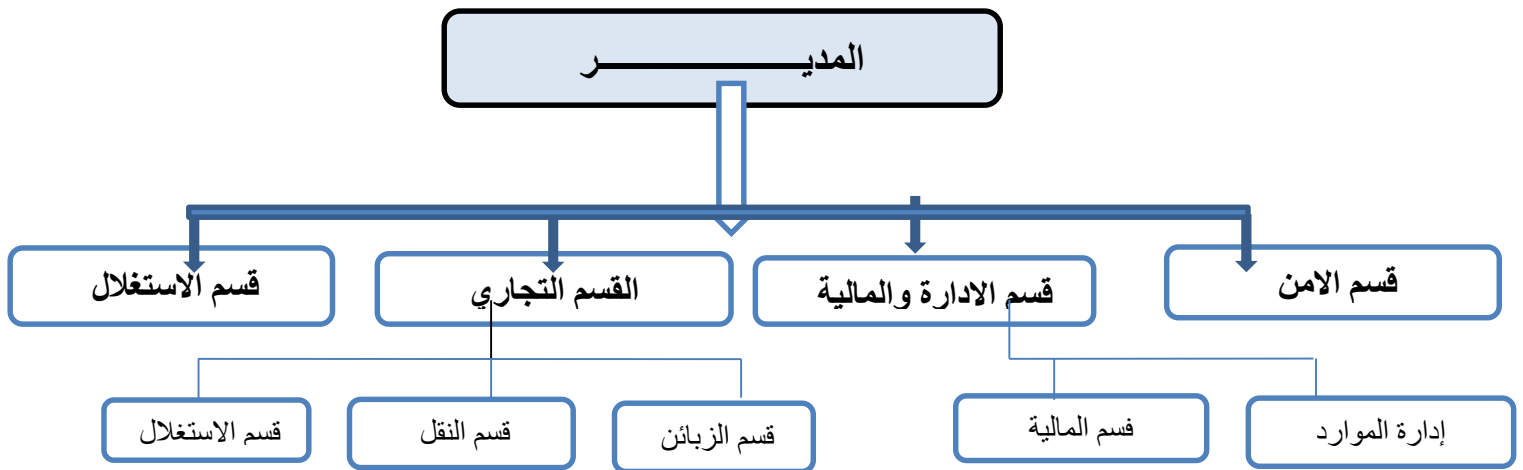 المديــــــــــــــــر
قسم الامن
قسم الادارة والمالية
القسم التجاري
قسم الاستغلال
إدارة الموارد
فسم المالية
قسم الزبائن
قسم النقل
قسم الاستغلال